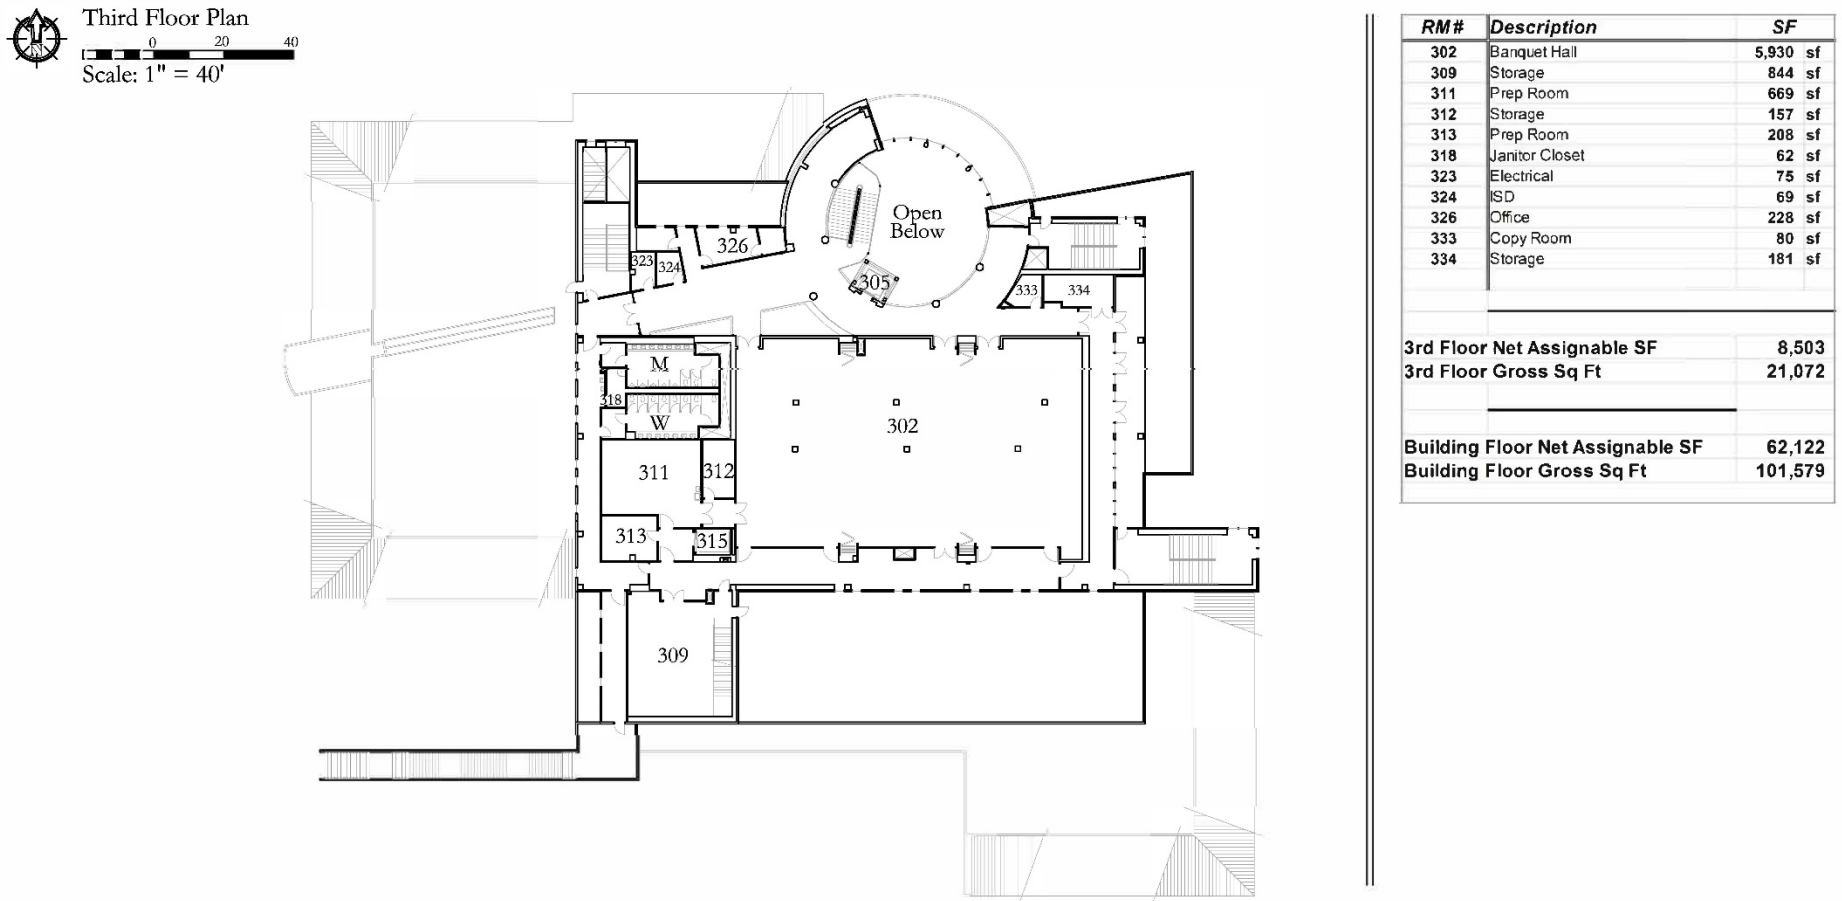 Third Floor Plan
N
0 20 40
Scale: 1" = 40'
326
Open
Below
323
324
305
333
334
M
318
W
302
311
312
313
315
309
RM# Description SF
302 Banquet Hall 5,930 sf
309 Storage 844 sf
311 Prep Room 669 sf
312 Storage 157 sf
313 Prep Room 208 sf
318 Janitor Closet 62 sf
323 Electrical 75 sf
324 ISD 69 sf
326 Office 228 sf
333 Copy Room 80 sf
334 Storage 181 sf
3rd Floor Net Assignable SF 8,503
3rd Floor Gross Sq Ft 21,072
Building Floor Net Assignable SF 62,122
Building Floor Gross Sq Ft 101,579